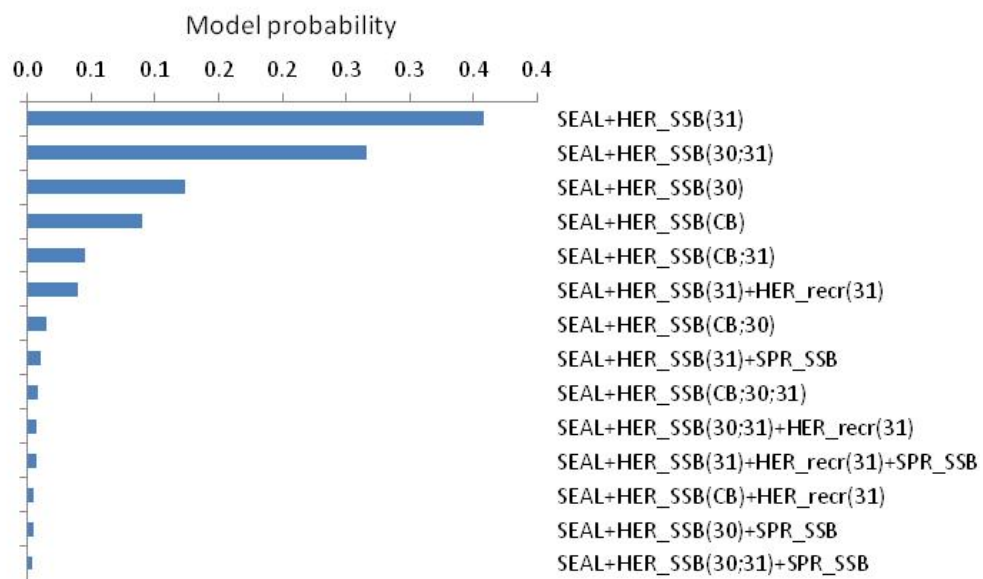 Model probability
0.0 0.1 0.1 0.2 0.2 0.3 0.3 0.4 0.4
SEAL+HER_SSB(31)
SEAL+HER_SSB(30;31)
SEAL+HER_SSB(30)
SEAL+HER_SSB(CB)
SEAL+HER_SSB(CB;31)
SEAL+HER_SSB(31)+HER_recr(31)
SEAL+HER_SSB(CB;30)
SEAL+HER_SSB(31)+SPR_SSB
SEAL+HER_SSB(CB;30;31)
SEAL+HER_SSB(30;31)+HER_recr(31)
SEAL+HER_SSB(31)+HER_recr(31)+SPR_SSB
SEAL+HER_SSB(CB)+HER_recr(31)
SEAL+HER_SSB(30)+SPR_SSB
SEAL+HER_SSB(30;31)+SPR_SSB